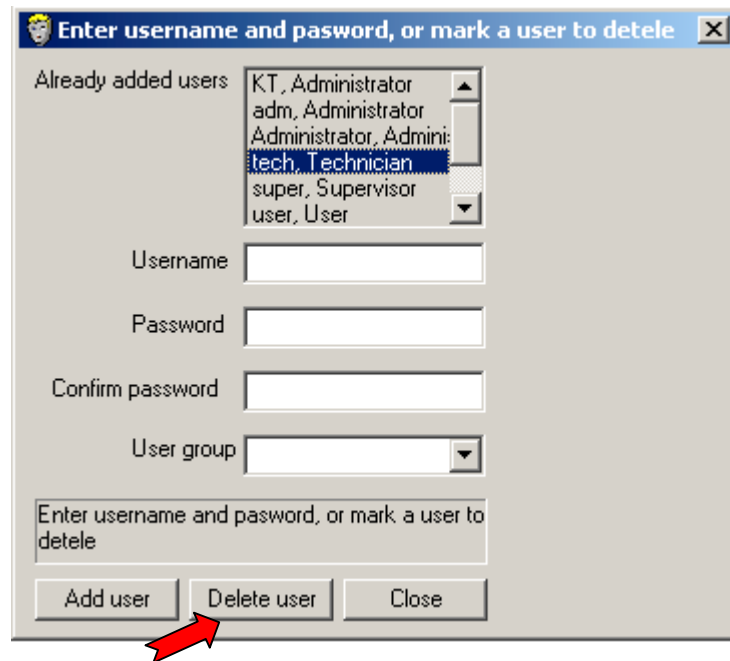 Enter username and pasword, or mark a user to detele
Already added users
KT, Administrator
adm, Administrator
Administrator, Admini
tech, Technician
super, Supervisor
user, User
Username
Password
Confirm password
User group
Enter username and pasword, or mark a user to
detele
Add user Delete user Close